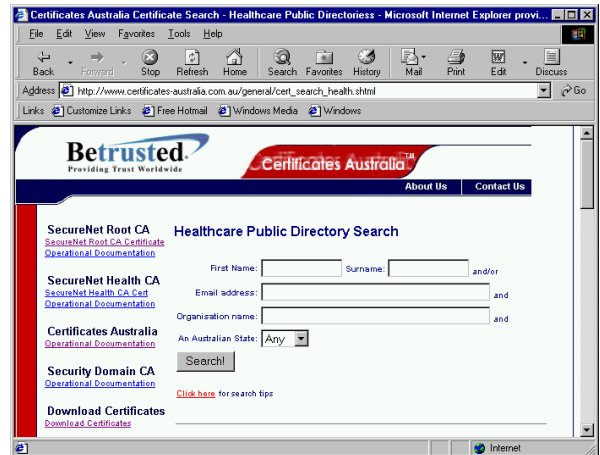 Certificates Australia Certificate Search - Healthcare Public Directoriess - Microsoft Internet Explorer provi...
File Edit View Favorites Tools Help
Back Forward Stop Refresh Home Search Favorites History Mail Print Edit Discuss
Address http://www.certificates-australia.com.au/general/cert_search_health.shtml Go
Links Customize Links Free Hotmail Windows Media Windows
Betrusted.
Providing Trust Worldwide
Certificates Australia™
About Us Contact Us
SecureNet Root CA
SecureNet Root CA Certificate
Operational Documentation
SecureNet Health CA
SecureNet Health CA Cert
Operational Documentation
Certificates Australia
Operational Documentation
Security Domain CA
Operational Documentation
Download Certificates
Download Certificates
Healthcare Public Directory Search
First Name: Surname: and/or
Email address: and
Organisation name: and
An Australian State: Any
Search!
Click here for search tips
Internet